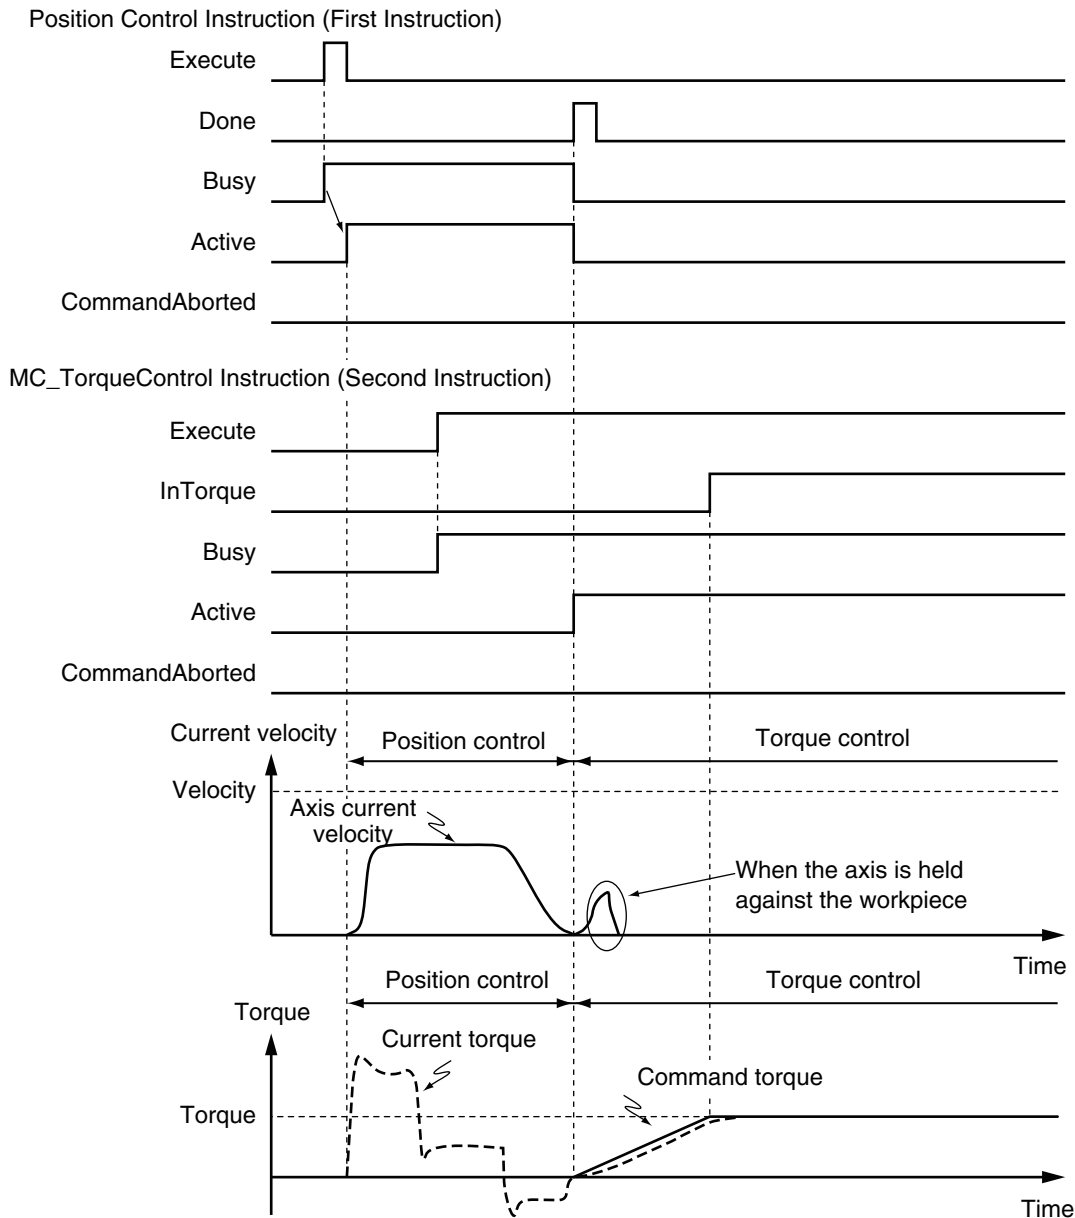 Position Control Instruction (First Instruction)
Execute
Done
Busy
Active
CommandAborted
MC_TorqueControl Instruction (Second Instruction)
Execute
InTorque
Busy
Active
CommandAborted
Current velocity
Position control
Torque control
Velocity
Axis current
velocity
When the axis is held
against the workpiece
Time
Position control
Torque control
Torque
Current torque
Command torque
Torque
Time